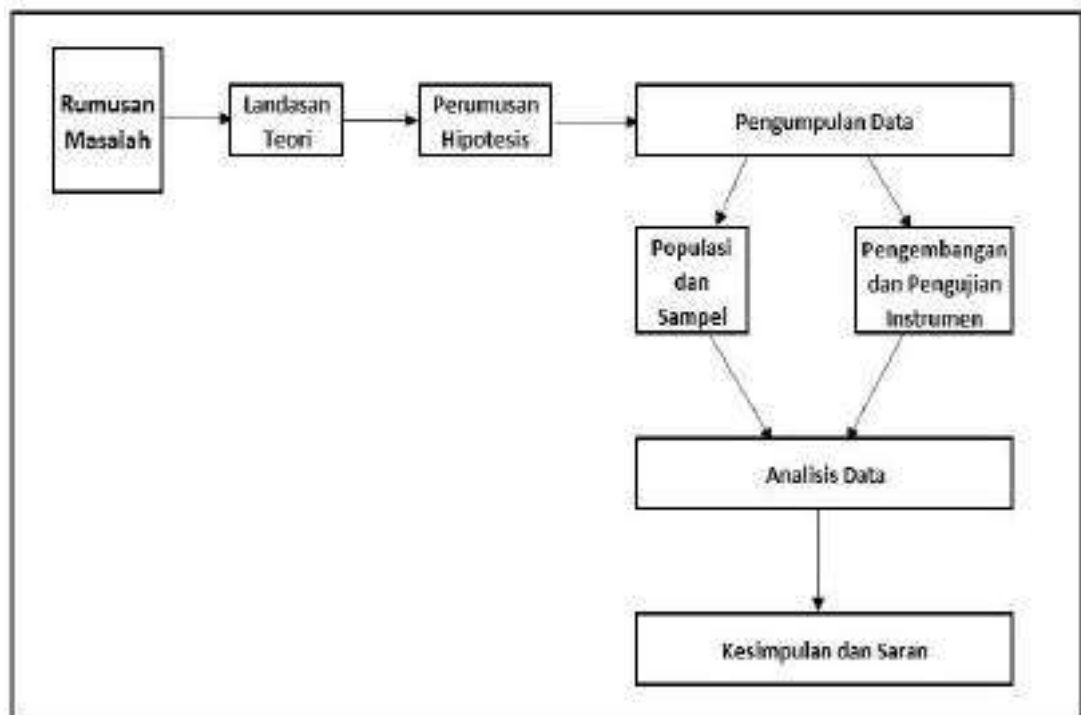 Rumusan
Masalah
Landasan
Teori
Perumusan
Hipotesis
Pengumpulan Data
Populasi
dan
Sampel
Pengembangan
dan Pengujian
Instrumen
Analisis Data
Kesimpulan dan Saran